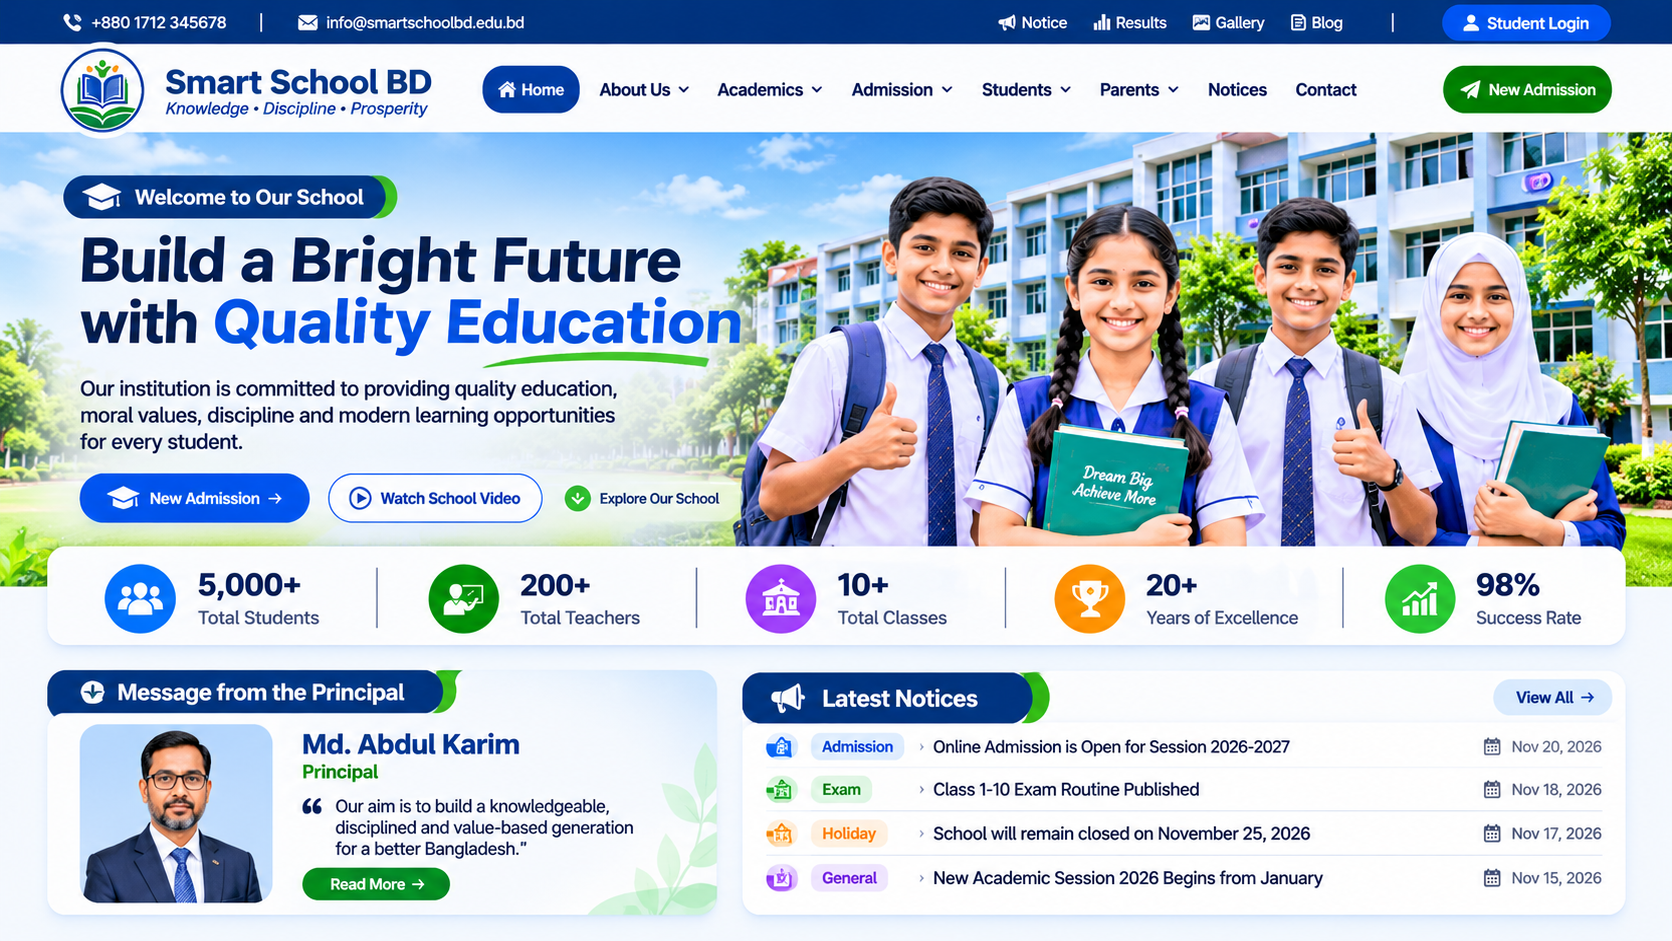 +880 1712 345678
info@smartschoolbd.edu.bd
Notice
Results
Gallery
Blog
Student Login
Smart School BD
Knowledge • Discipline • Prosperity
Home
About Us
Academics
Admission
Students
Parents
Notices
Contact
New Admission
Welcome to Our School
Build a Bright Future
with Quality Education
Our institution is committed to providing quality education,
moral values, discipline and modern learning opportunities
for every student.
New Admission →
Watch School Video
Explore Our School
Dream Big
Achieve More
5,000+
Total Students
200+
Total Teachers
10+
Total Classes
20+
Years of Excellence
98%
Success Rate
Message from the Principal
Md. Abdul Karim
Principal
“ Our aim is to build a knowledgeable,
disciplined and value-based generation
for a better Bangladesh.”
Read More →
Latest Notices
View All →
Admission › Online Admission is Open for Session 2026-2027 Nov 20, 2026
Exam › Class 1-10 Exam Routine Published Nov 18, 2026
Holiday › School will remain closed on November 25, 2026 Nov 17, 2026
General › New Academic Session 2026 Begins from January Nov 15, 2026